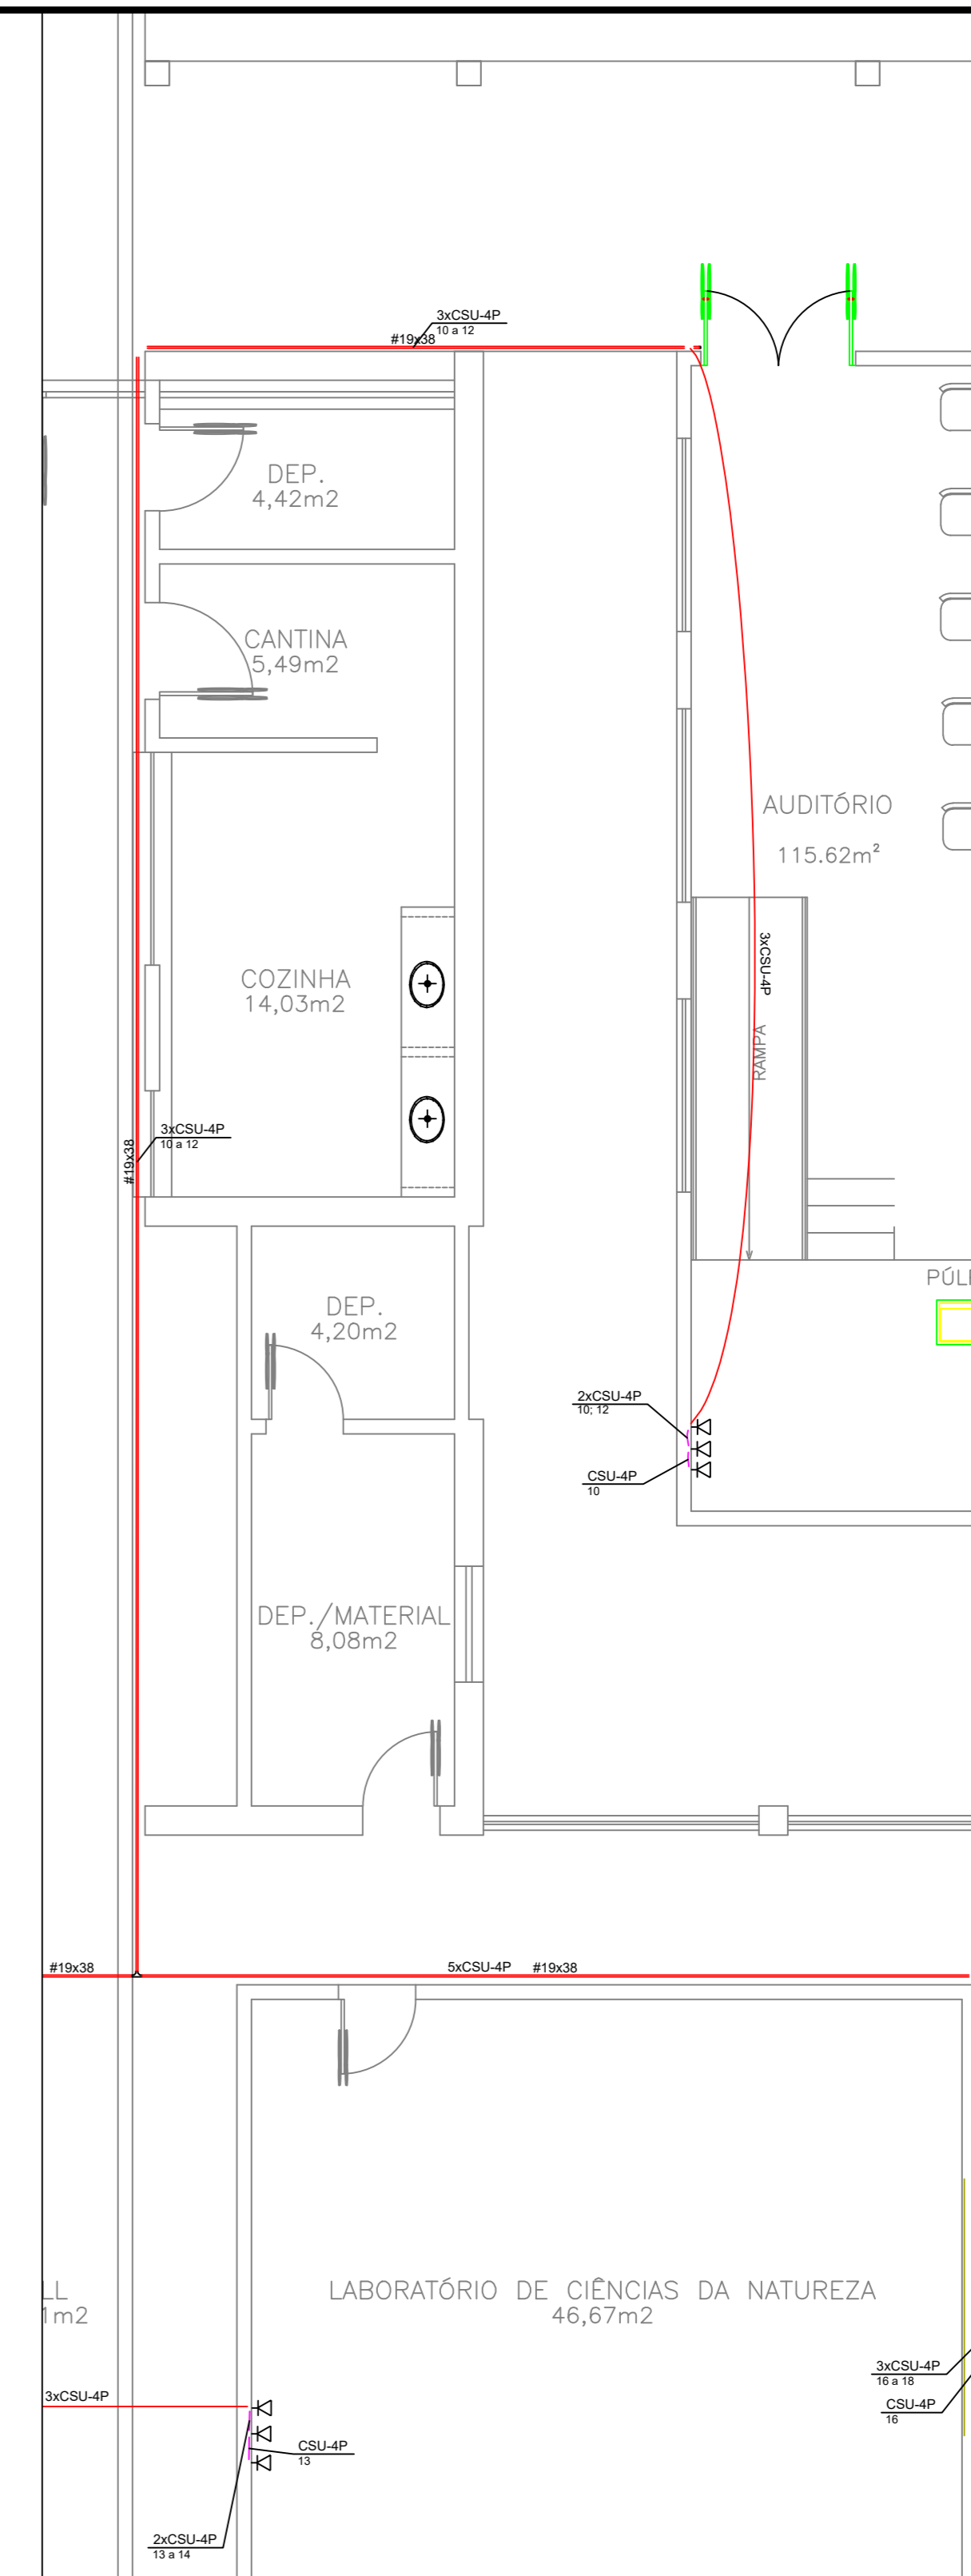 3xCSU-4P
10 a 12
#19x38
DEP.
4,42m2
CANTINA
5,49m2
AUDITÓRIO
115.62m²
3xCSU-4P
COZINHA
14,03m2
RAMPA
3xCSU-4P
10 a 12
#19x38
PÚL
DEP.
4,20m2
2xCSU-4P
10; 12
CSU-4P
10
DEP./MATERIAL
8,08m2
#19x38
5xCSU-4P #19x38
LL
1m2
LABORATÓRIO DE CIÊNCIAS DA NATUREZA
46,67m2
3xCSU-4P
16 a 18
CSU-4P
16
3xCSU-4P
CSU-4P
13
2xCSU-4P
13 a 14